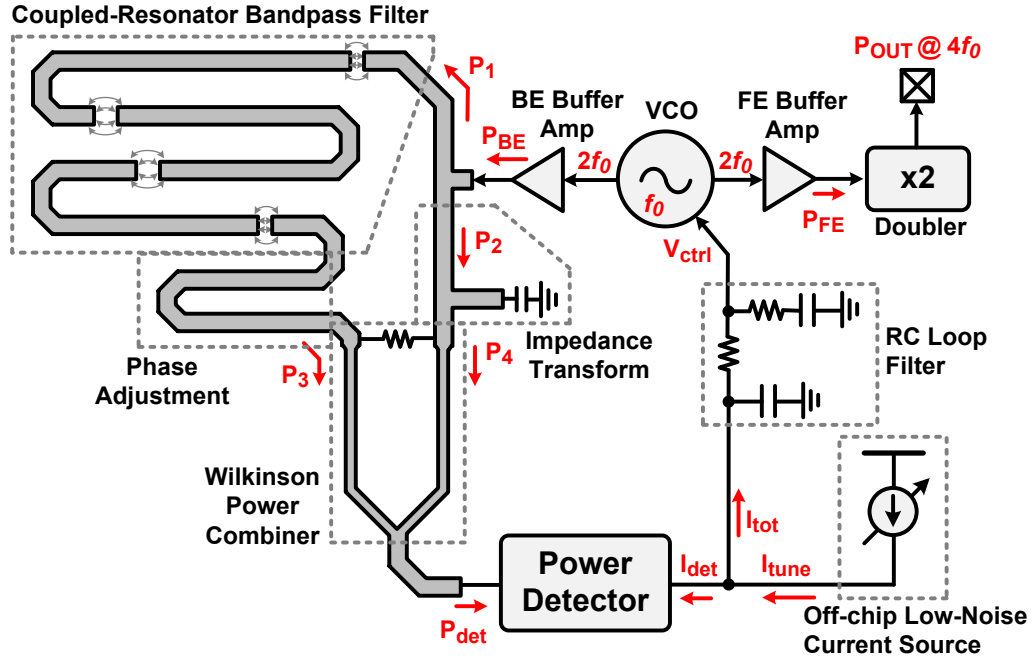 Coupled-Resonator Bandpass Filter
P1
BE Buffer
Amp
VCO
FE Buffer
Amp
POUT @ 4f0
PBE
2f0
f0
2f0
PFE
x2
Doubler
Vctrl
P2
RC Loop
Filter
Phase
Adjustment
P3
P4
Impedance
Transform
Wilkinson
Power
Combiner
Itot
Power
Detector
Idet
Itune
Pdet
Off-chip Low-Noise
Current Source